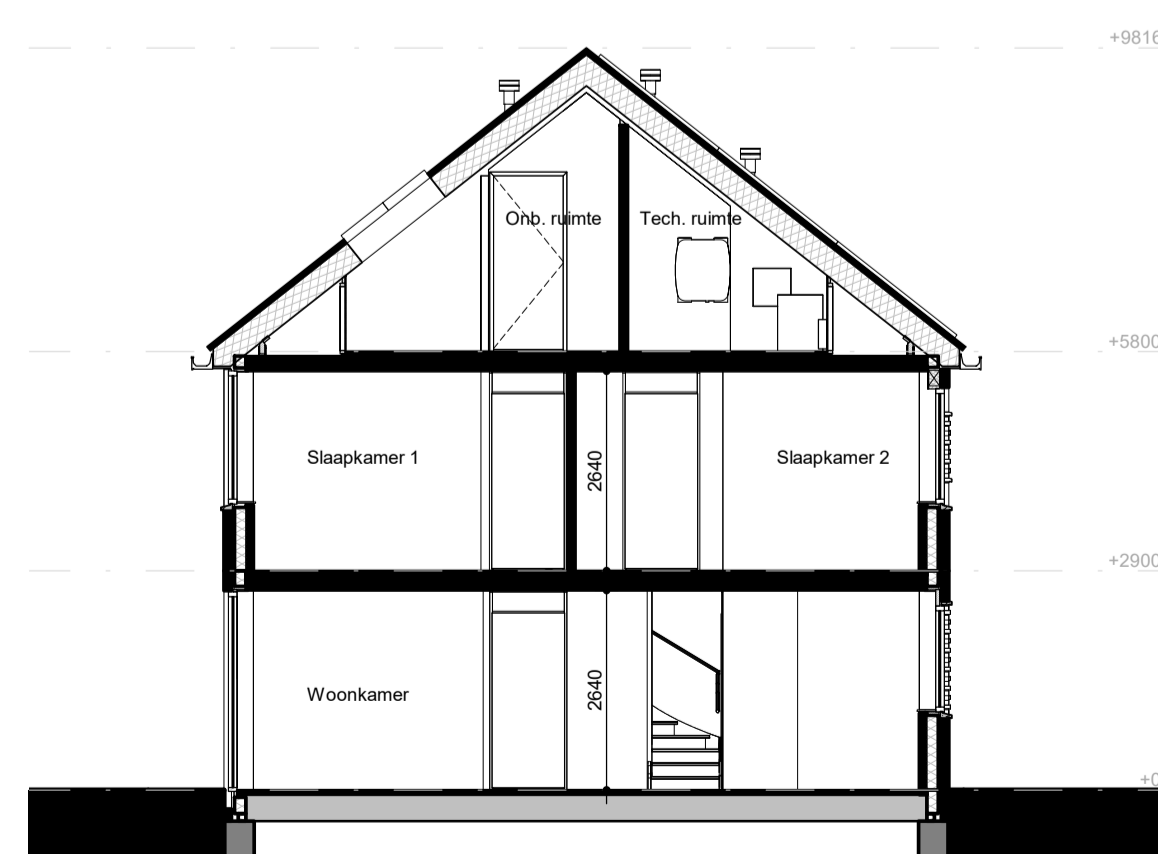 +9816
Onb. ruimte
Tech. ruimte
+5800
Slaapkamer 1
2640
Slaapkamer 2
+2900
Woonkamer
2640
+0